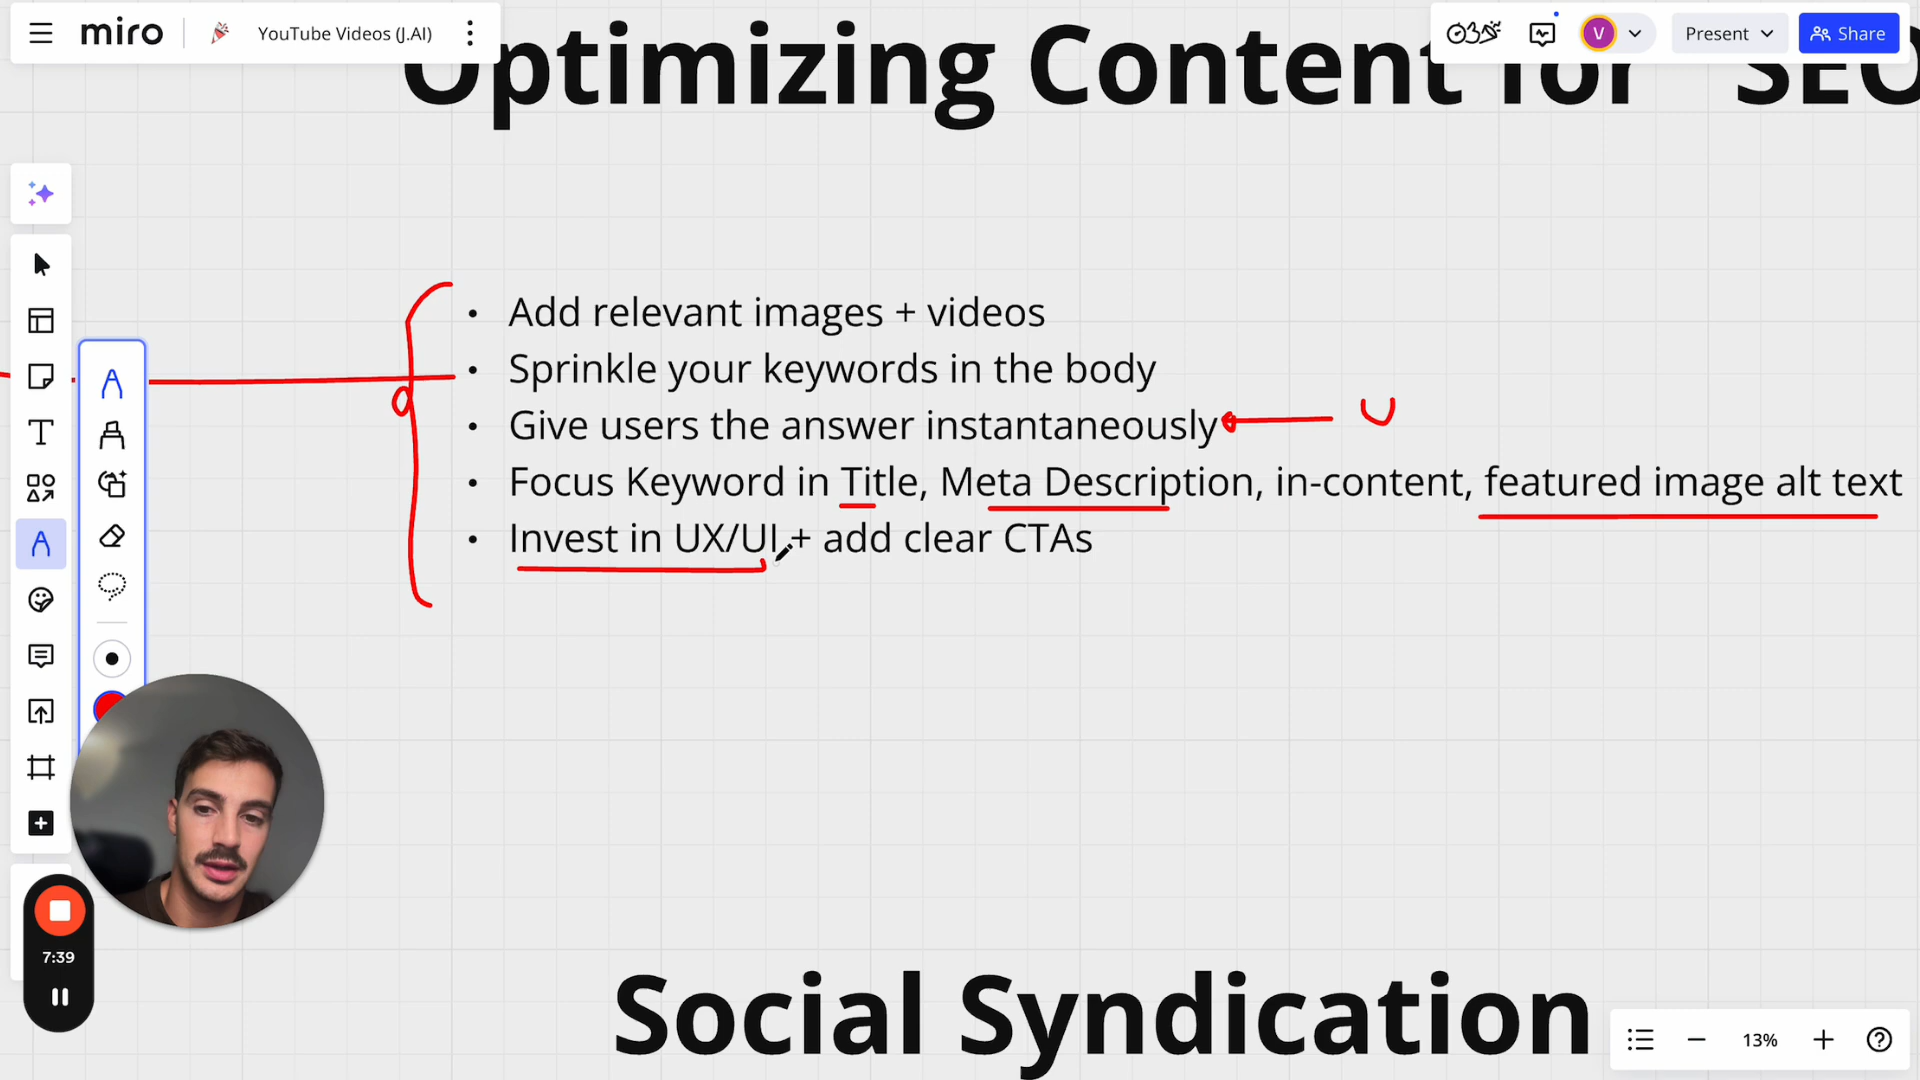 miro
YouTube Videos (J.AI)
V
Present
Share
Optimizing Content for "SEO
• Add relevant images + videos
• Sprinkle your keywords in the body
• Give users the answer instantaneously
• Focus Keyword in Title, Meta Description, in-content, featured image alt text
• Invest in UX/UI + add clear CTAs
7:39
Social Syndication
13%